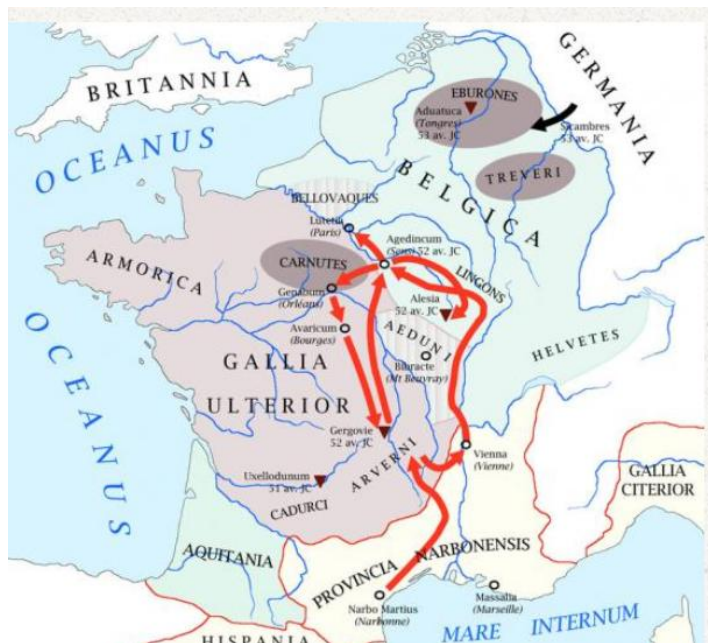 BRITANNIA
GERMANIA
OCEANUS
EBURONES
Aduatuca
(Tongres)
53 av. JC
Sicambres
53 av. JC
TREVERI
BELGICA
BELLOVAQUES
Lutetia
(Paris)
Agedincum
(Sens) 52 av. JC
ARMORICA
CARNUTES
LINGONS
Genabum
(Orléans)
Alesia
52 av. JC
OCEANUS
Avaricum
(Bourges)
AEDUNI
HELVETES
GALLIA
ULTERIOR
Bibracte
(Mt Beuvray)
Gergovie
52 av. JC
ARVERNI
Vienna
(Vienne)
Uxellodunum
51 av. JC
CADURCI
GALLIA
CITERIOR
AQUITANIA
PROVINCIA
NARBONENSIS
Narbo Martius
(Narbonne)
Massalia
(Marseille)
HISPANIA
MARE INTERNUM